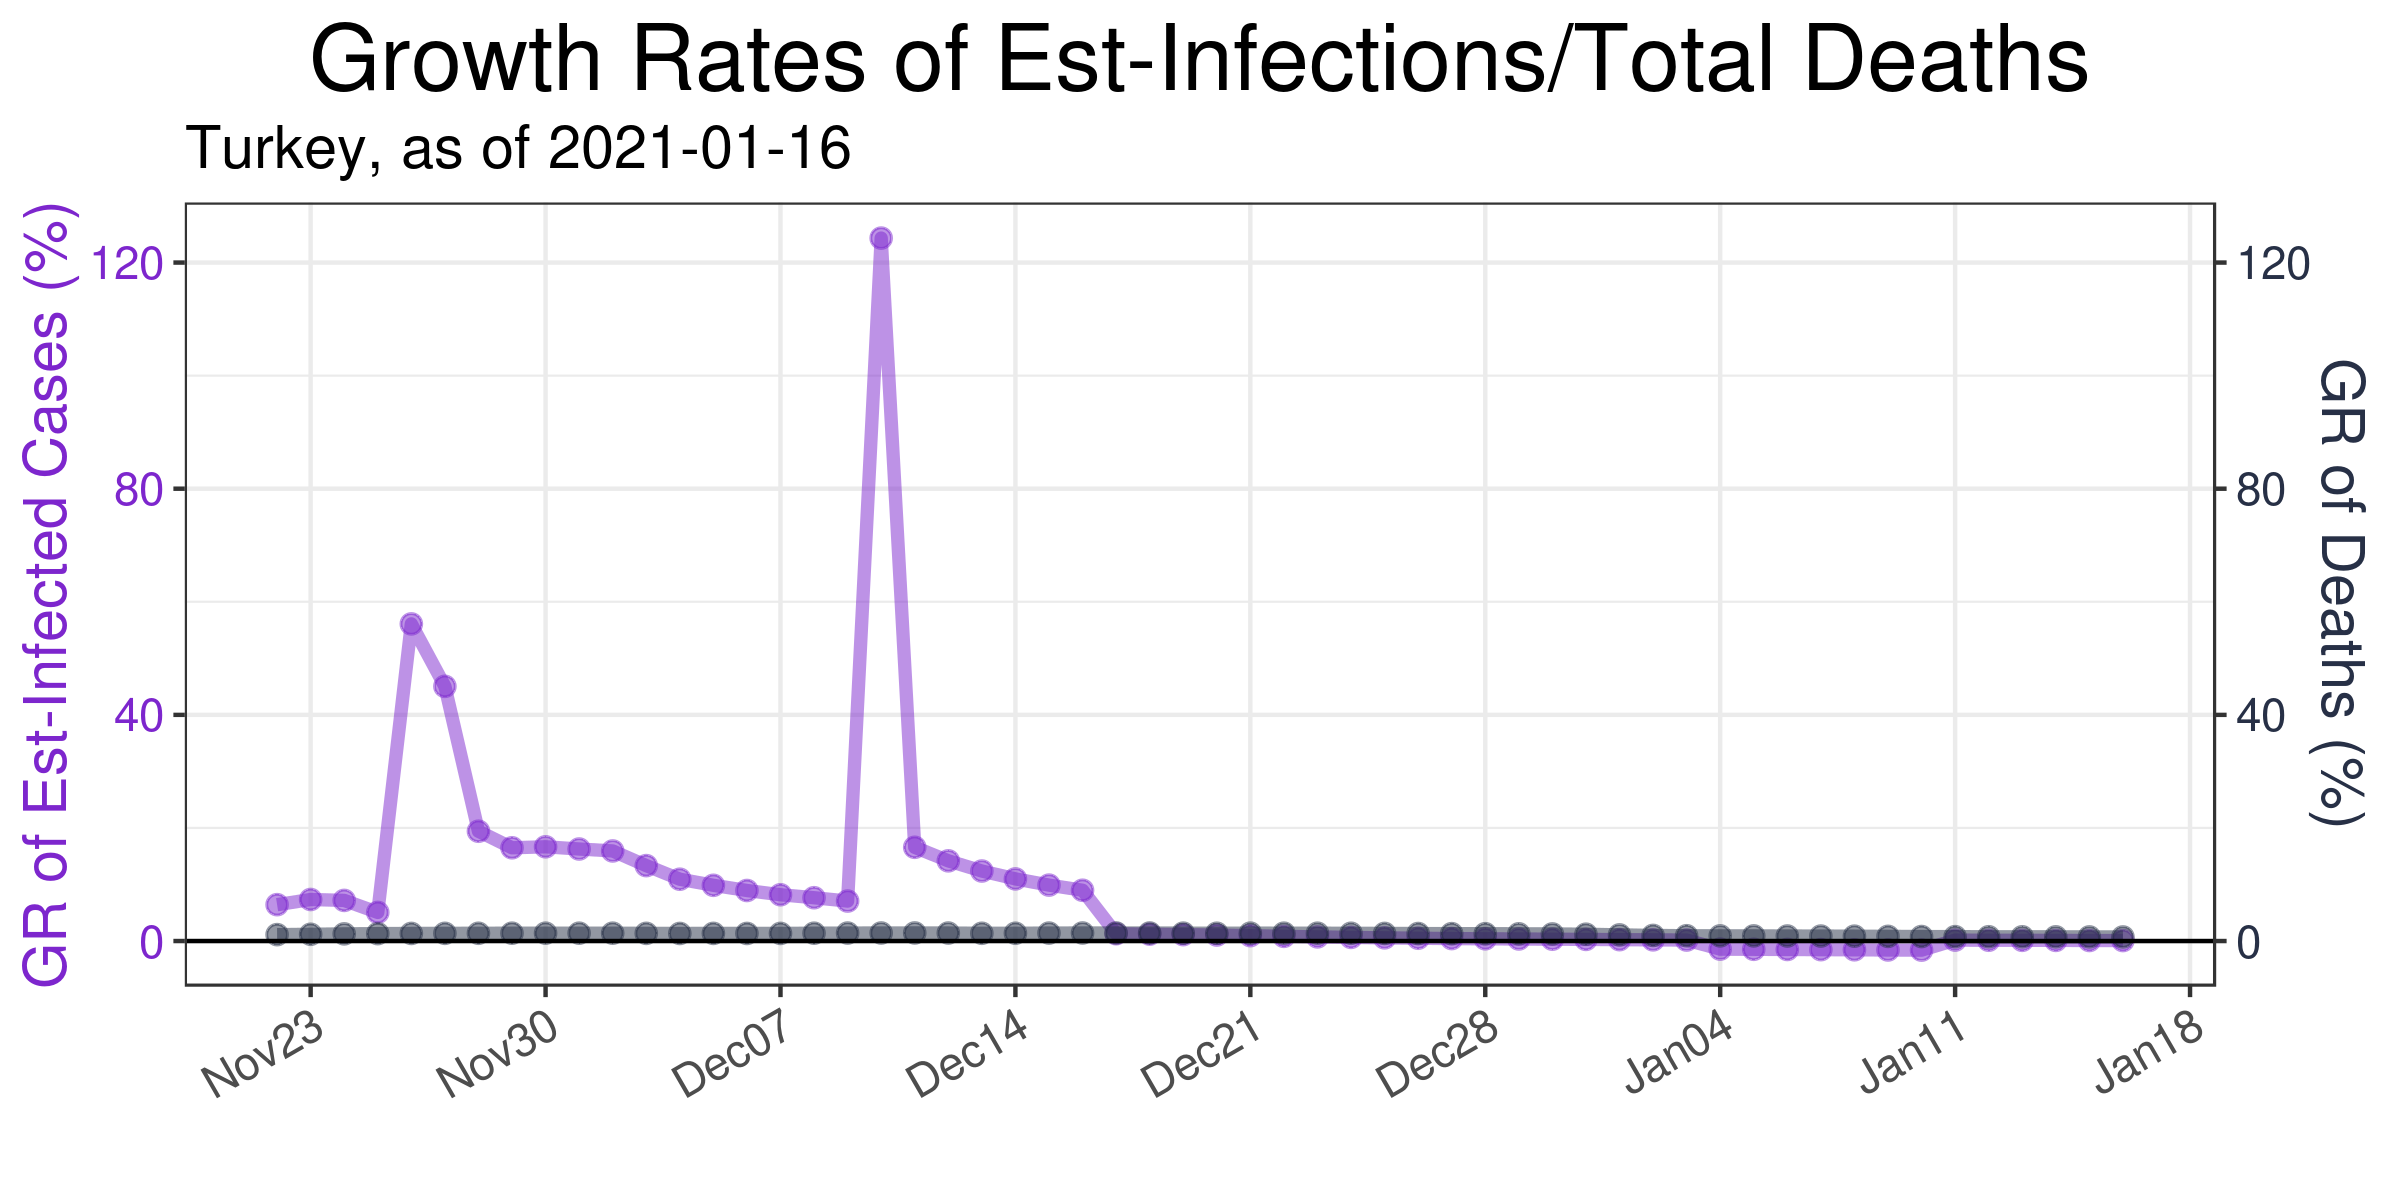 Growth Rates of Est-Infections/Total Deaths
Turkey, as of 2021-01-16
GR of Est-Infected Cases (%)
120
80
40
0
120
80
40
0
GR of Deaths (%)
Nov23
Nov30
Dec07
Dec14
Dec21
Dec28
Jan04
Jan11
Jan18